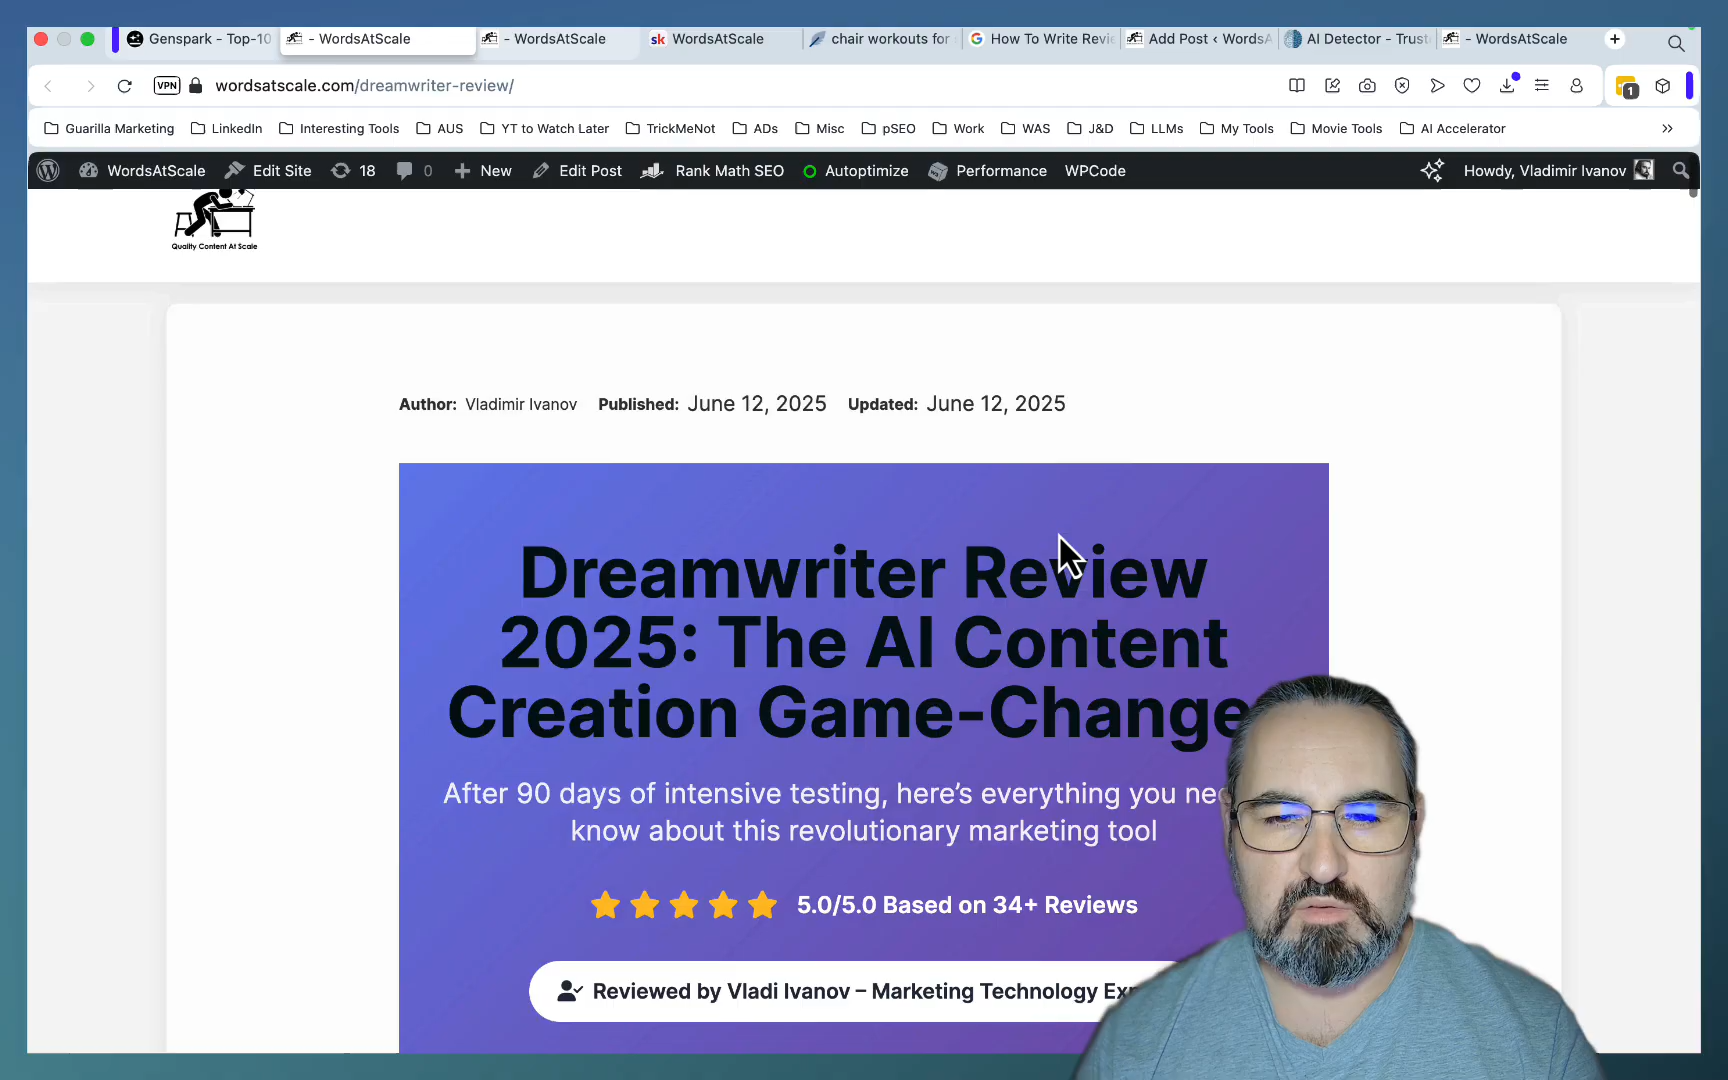 Genspark - Top-10
- WordsAtScale
- WordsAtScale
sk WordsAtScale
chair workouts for
How To Write Revie
Add Post ‹ WordsA
AI Detector - Trust
- WordsAtScale
VPN
wordsatscale.com/dreamwriter-review/
1
Guarilla Marketing
LinkedIn
Interesting Tools
AUS
YT to Watch Later
TrickMeNot
ADs
Misc
pSEO
Work
WAS
J&D
LLMs
My Tools
Movie Tools
AI Accelerator
WordsAtScale
Edit Site
18
0
New
Edit Post
Rank Math SEO
Autoptimize
Performance
WPCode
Howdy, Vladimir Ivanov
Quality Content At Scale
Author: Vladimir Ivanov Published: June 12, 2025 Updated: June 12, 2025
Dreamwriter Review
2025: The AI Content
Creation Game-Change
After 90 days of intensive testing, here's everything you ne
know about this revolutionary marketing tool
5.0/5.0 Based on 34+ Reviews
Reviewed by Vladi Ivanov – Marketing Technology Exp